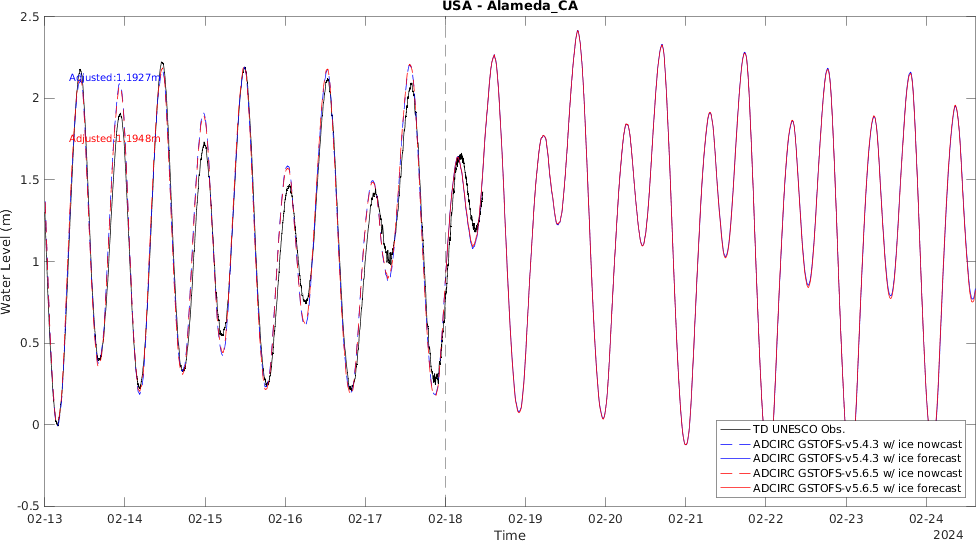 USA - Alameda_CA
2.5
2
1.5
1
0.5
0
-0.5
Water Level (m)
Adjusted:1.1927m
Adjusted:1.1948m
TD UNESCO Obs.
ADCIRC GSTOFS-v5.4.3 w/ ice nowcast
ADCIRC GSTOFS-v5.4.3 w/ ice forecast
ADCIRC GSTOFS-v5.6.5 w/ ice nowcast
ADCIRC GSTOFS-v5.6.5 w/ ice forecast
02-13 02-14 02-15 02-16 02-17 02-18 02-19 02-20 02-21 02-22 02-23 02-24
Time
2024